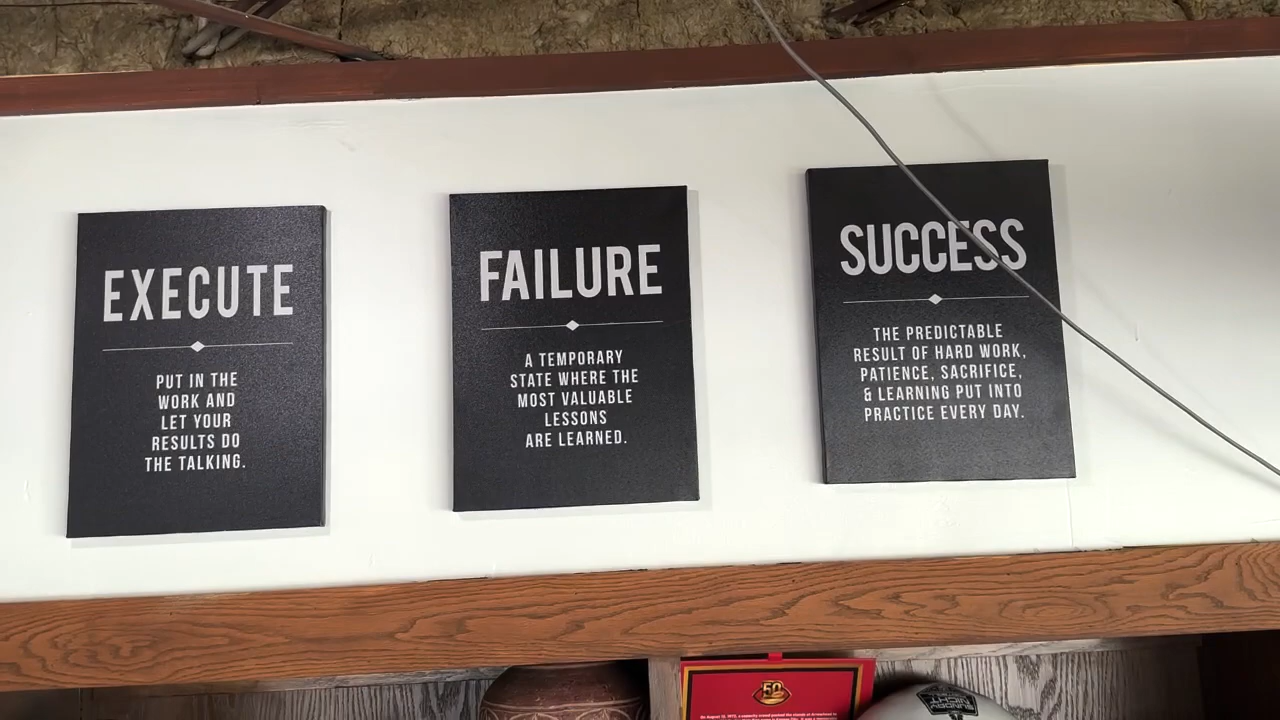 EXECUTE
PUT IN THE
WORK AND
LET YOUR
RESULTS DO
THE TALKING.
FAILURE
A TEMPORARY
STATE WHERE THE
MOST VALUABLE
LESSONS
ARE LEARNED.
SUCCESS
THE PREDICTABLE
RESULT OF HARD WORK,
PATIENCE, SACRIFICE,
& LEARNING PUT INTO
PRACTICE EVERY DAY.
50